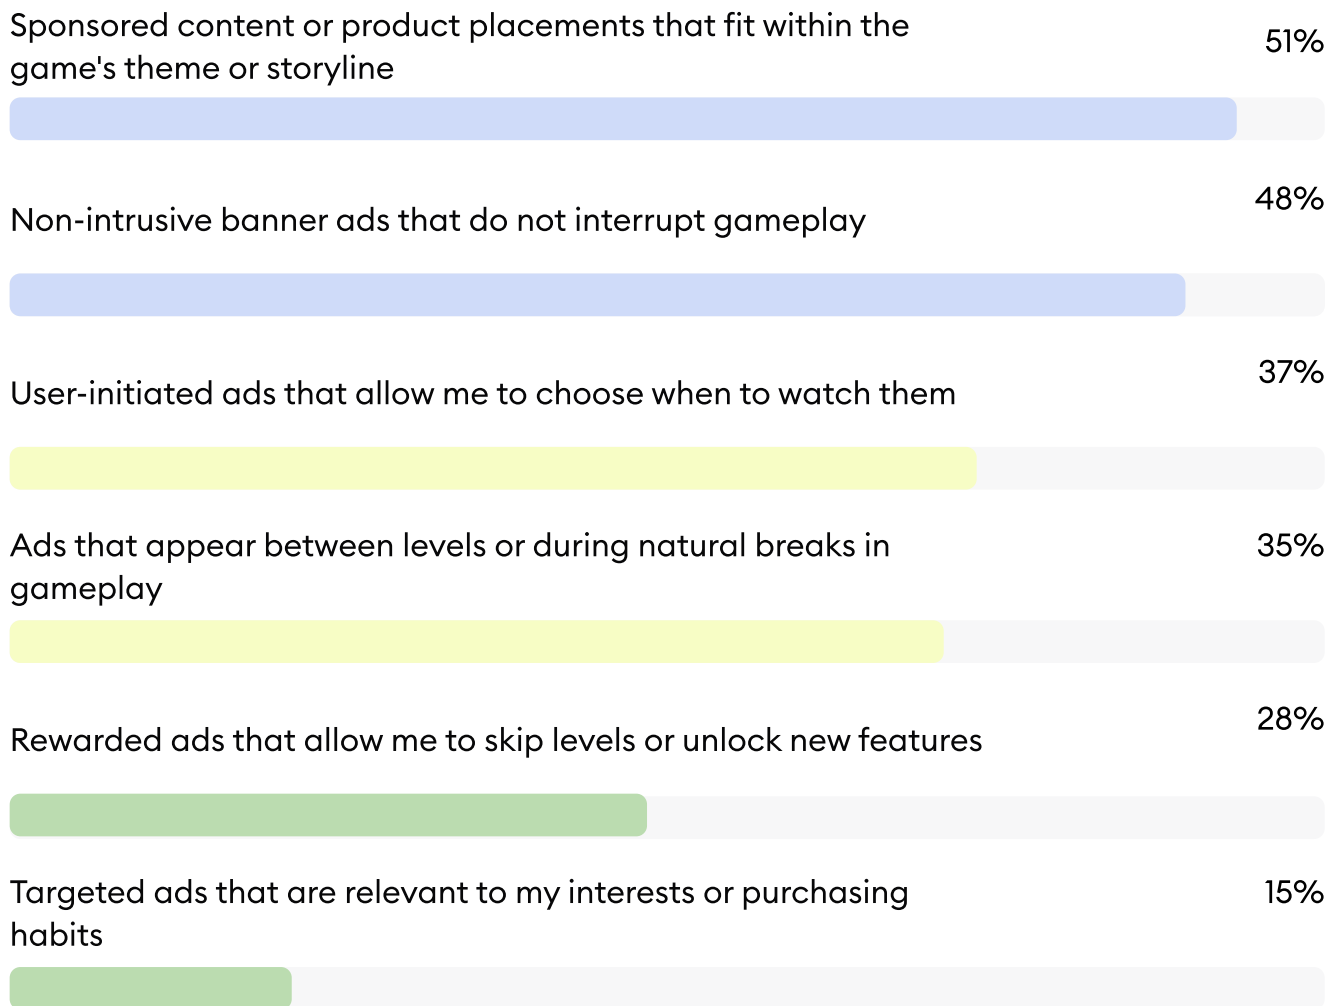 Sponsored content or product placements that fit within the
game's theme or storyline
51%
Non-intrusive banner ads that do not interrupt gameplay
48%
User-initiated ads that allow me to choose when to watch them
37%
Ads that appear between levels or during natural breaks in
gameplay
35%
Rewarded ads that allow me to skip levels or unlock new features
28%
Targeted ads that are relevant to my interests or purchasing
habits
15%